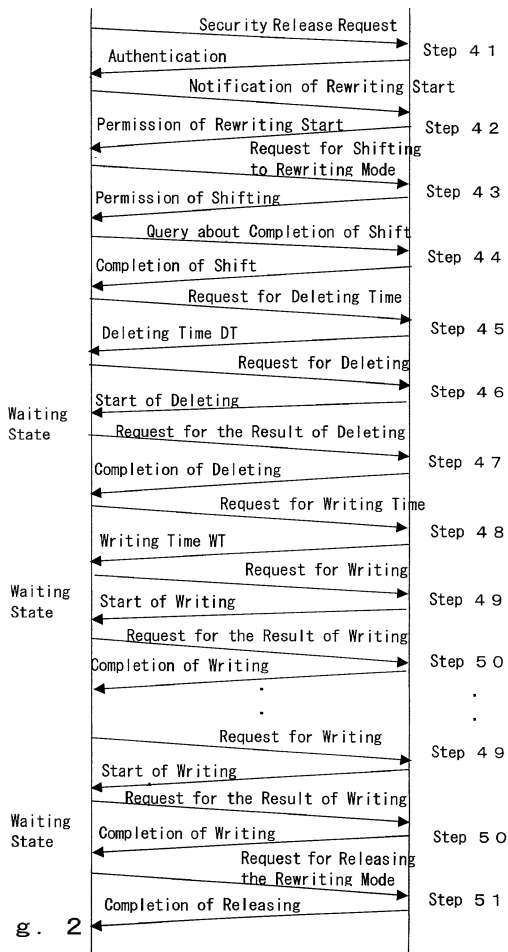 Security Release Request
Step 41
Authentication
Notification of Rewriting Start
Permission of Rewriting Start
Step 42
Request for Shifting
to Rewriting Mode
Step 43
Permission of Shifting
Query about Completion of Shift
Step 44
Completion of Shift
Request for Deleting Time
Step 45
Deleting Time DT
Request for Deleting
Step 46
Start of Deleting
Waiting
State
Request for the Result of Deleting
Step 47
Completion of Deleting
Request for Writing Time
Step 48
Writing Time WT
Request for Writing
Waiting
State
Step 49
Start of Writing
Request for the Result of Writing
Step 50
Completion of Writing
Request for Writing
Step 49
Start of Writing
Request for the Result of Writing
Waiting
State
Completion of Writing
Step 50
Request for Releasing
the Rewriting Mode
Step 51
Completion of Releasing
g. 2